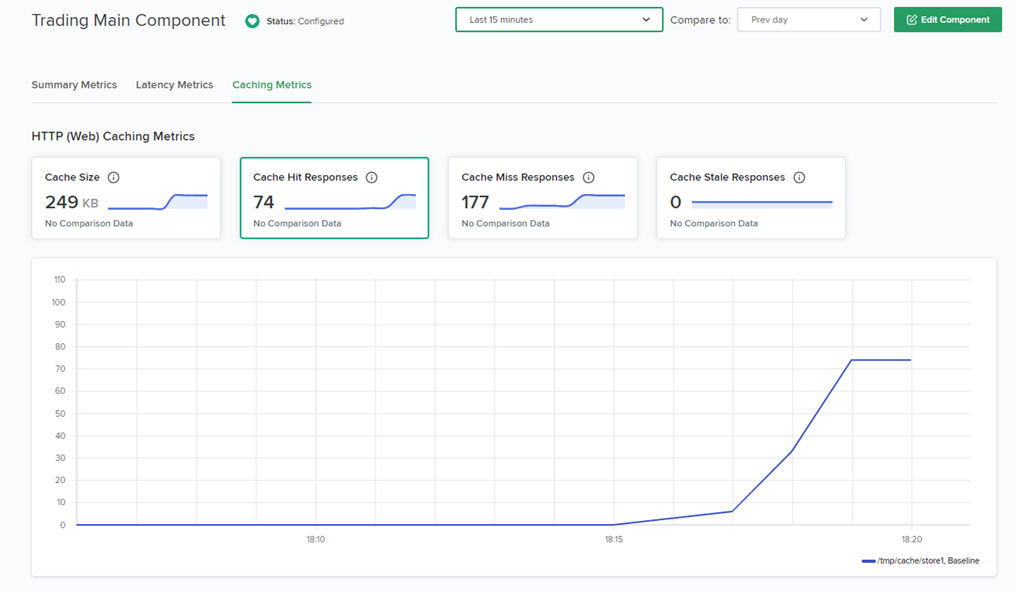 Trading Main Component Status: Configured Last 15 minutes Compare to: Prev day Edit Component
Summary Metrics Latency Metrics Caching Metrics
HTTP (Web) Caching Metrics
Cache Size
249 KB
No Comparison Data
Cache Hit Responses
74
No Comparison Data
Cache Miss Responses
177
No Comparison Data
Cache Stale Responses
0
No Comparison Data
110
100
90
80
70
60
50
40
30
20
10
0
18:10 18:15 18:20
/tmp/cache/store1, Baseline